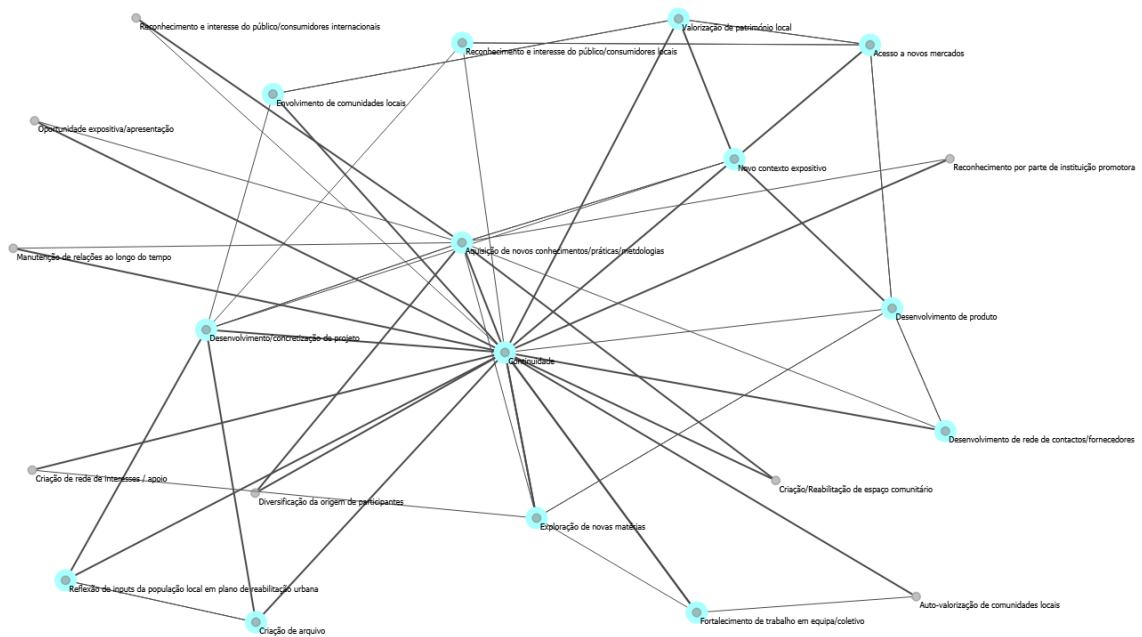 Reconhecimento e interesse do público/consumidores internacionais
Valorização de património local
Reconhecimento e interesse do público/consumidores locais
Acesso a novos mercados
Envolvimento de comunidades locais
Oportunidade expositiva/apresentação
Novo contexto expositivo
Reconhecimento por parte de instituição promotora
Aquisição de novos conhecimentos/práticas/metdologias
Manutenção de relações ao longo do tempo
Desenvolvimento de produto
Desenvolvimento/concretização de projeto
Continuidade
Desenvolvimento de rede de contactos/fornecedores
Criação de rede de interesses / apoio
Criação/Reabilitação de espaço comunitário
Diversificação da origem de participantes
Exploração de novas matérias
Reflexão de inputs da população local em plano de reabilitação urbana
Auto-valorização de comunidades locais
Fortalecimento de trabalho em equipa/coletivo
Criação de arquivo